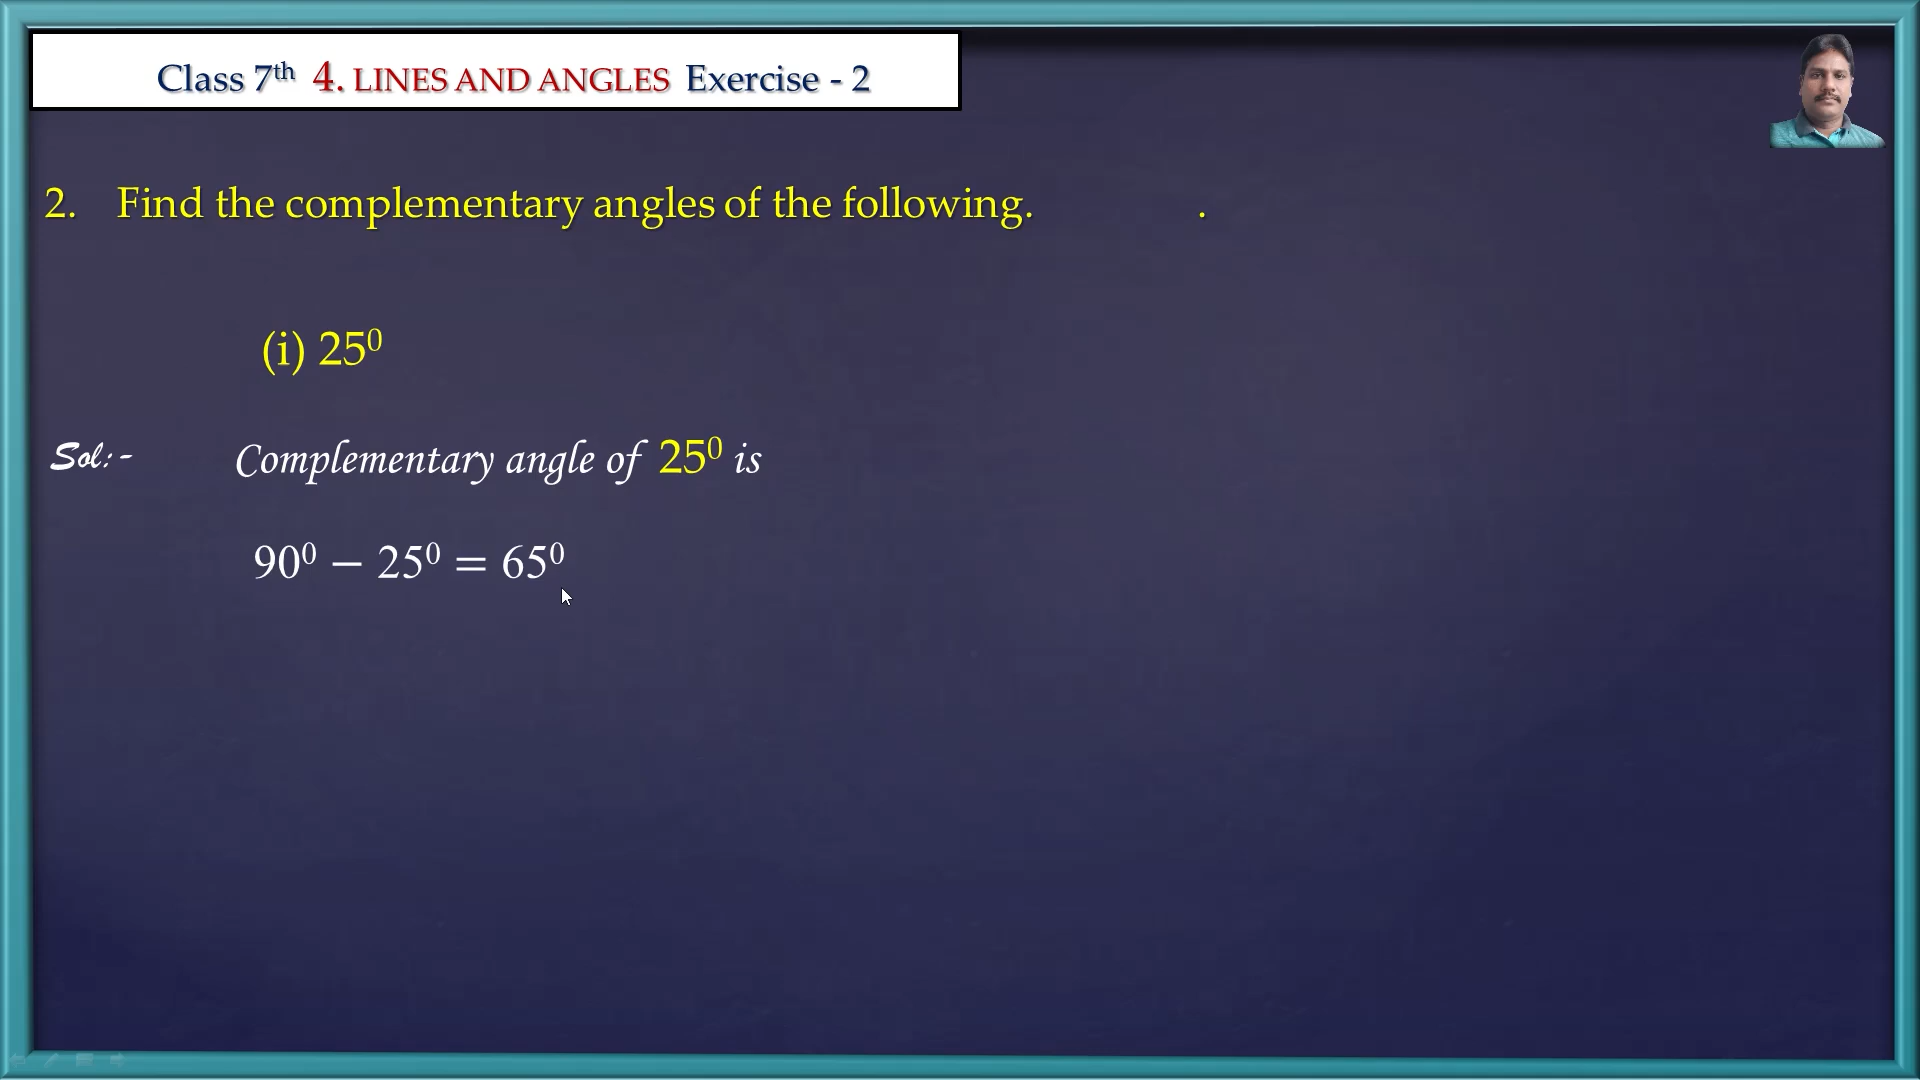 Class 7th 4. LINES AND ANGLES Exercise - 2
2. Find the complementary angles of the following. .
(i) 25⁰
Sol:- Complementary angle of 25⁰ is
90⁰ − 25⁰ = 65⁰